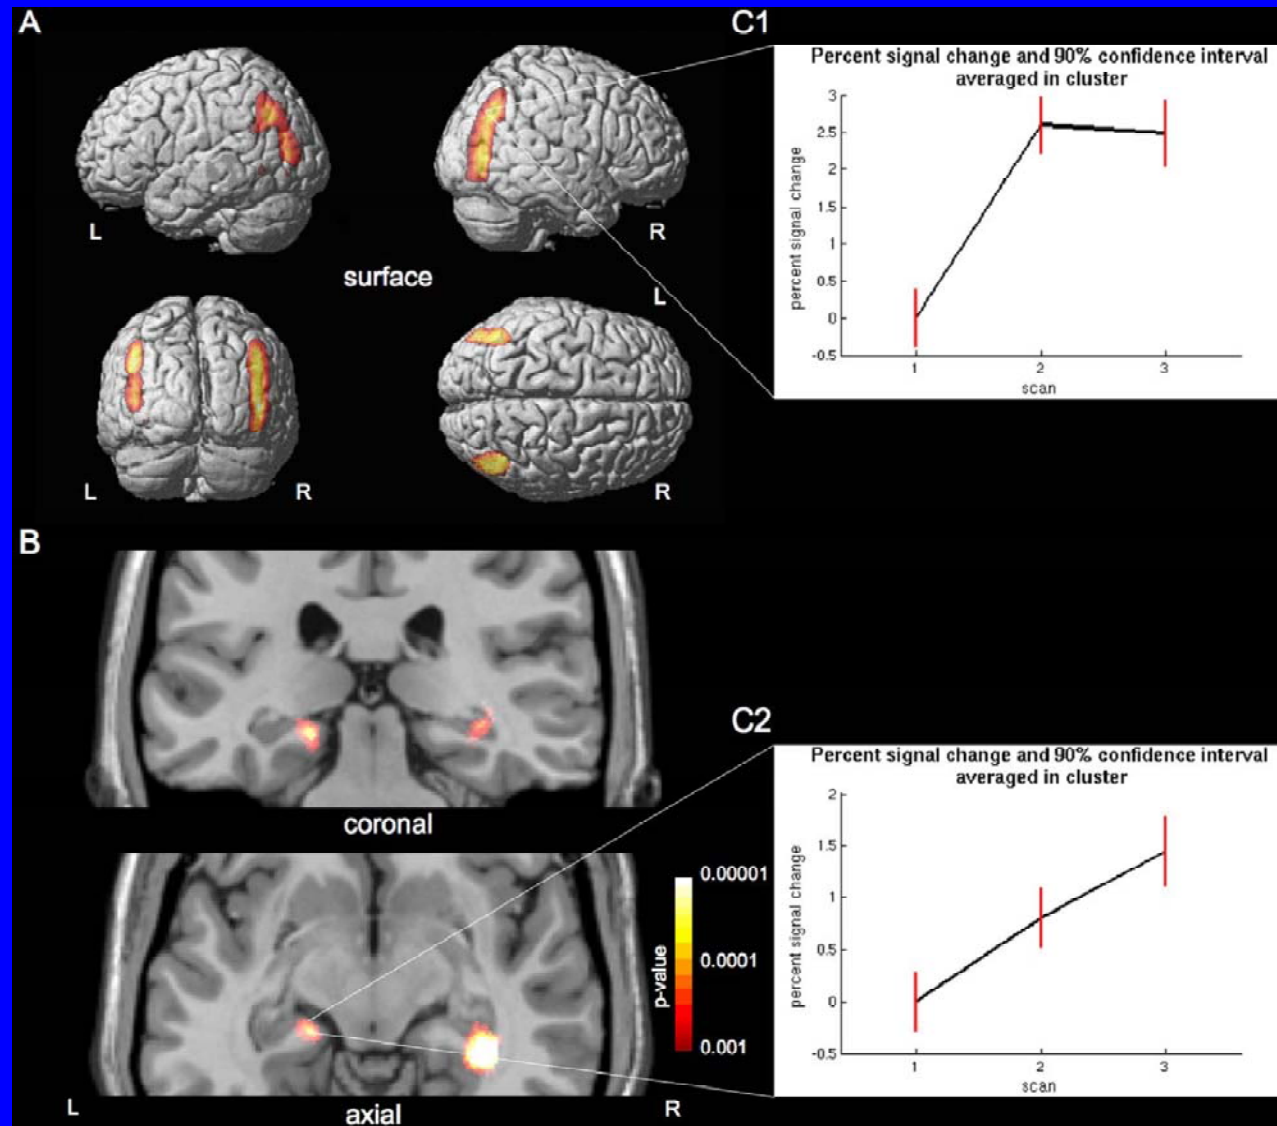 A
L
R
surface
L
L
R
R
C1
Percent signal change and 90% confidence interval
averaged in cluster
percent signal change
3
2.5
2
1.5
1
0.5
0
-0.5
1
2
3
scan
B
coronal
p-value
0.00001
0.0001
0.001
L
axial
R
C2
Percent signal change and 90% confidence interval
averaged in cluster
percent signal change
2
1.5
1
0.5
0
-0.5
1
2
3
scan